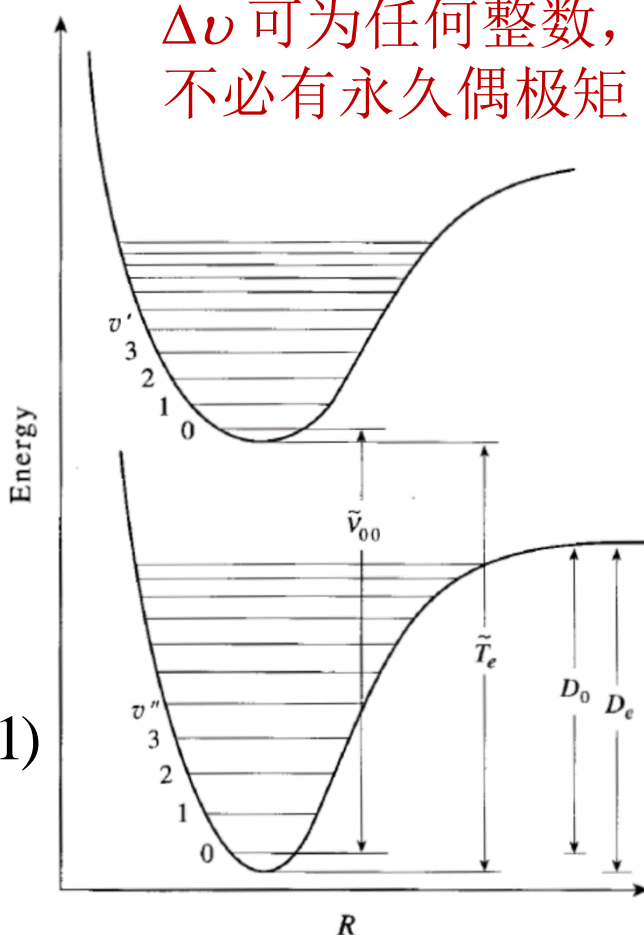 Δυ 可为任何整数,
不必有永久偶极矩
Energy
v′
3
2
1
0
ṽ₀₀
T̃ₑ
D₀
Dₑ
v″
3
2
1
0
1)
R